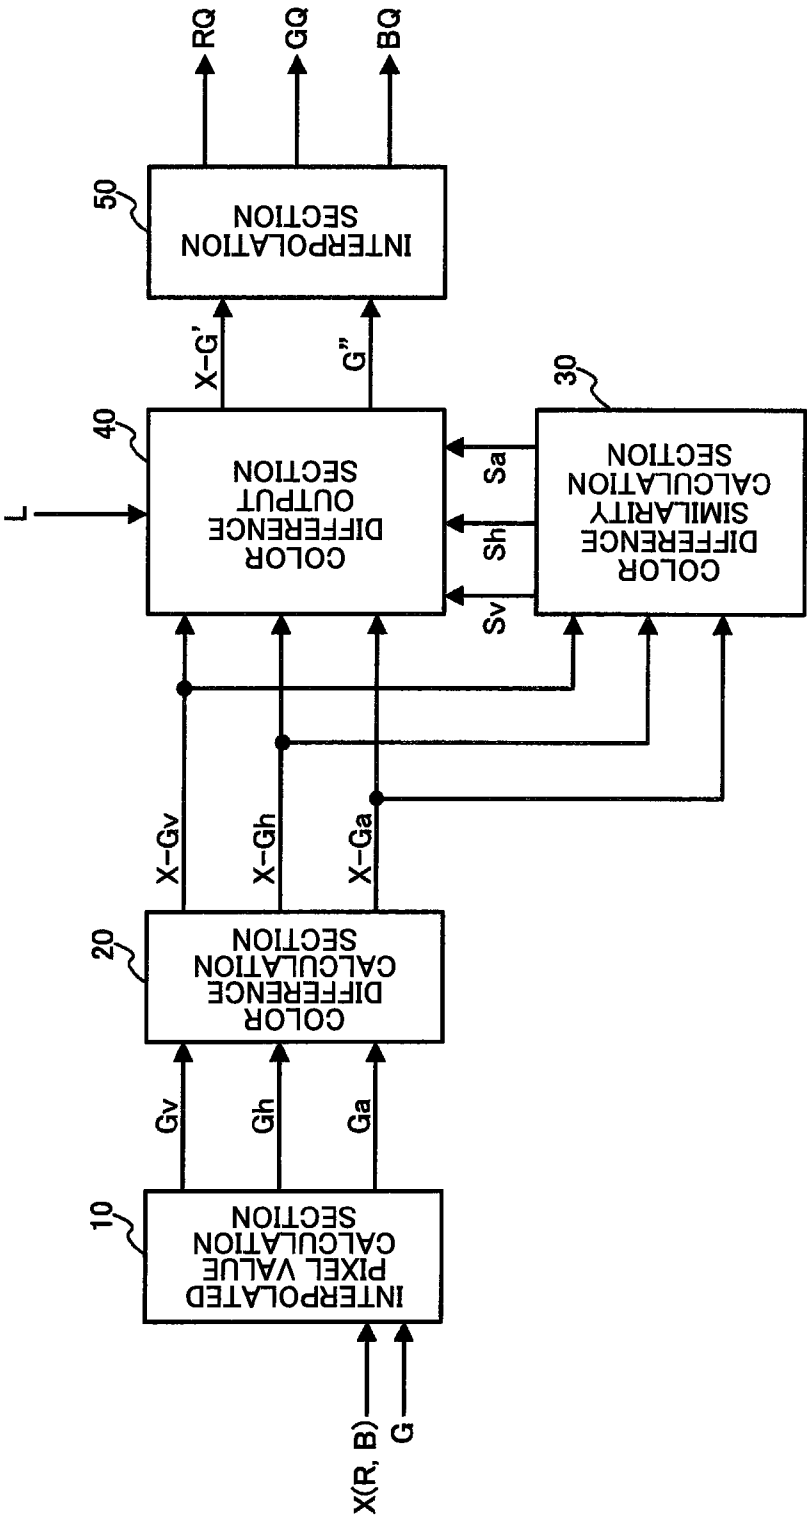 X(R, B)
G
10
INTERPOLATED
PIXEL VALUE
CALCULATION
SECTION
Gv
Gh
Ga
20
COLOR
DIFFERENCE
CALCULATION
SECTION
X-Gv
X-Gh
X-Ga
L
40
COLOR
DIFFERENCE
OUTPUT
SECTION
Sv
Sh
Sa
30
COLOR
DIFFERENCE
SIMILARITY
CALCULATION
SECTION
X-G'
G"
50
INTERPOLATION
SECTION
RQ
GQ
BQ